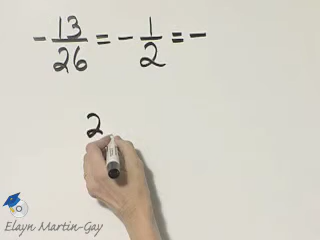 -13/26 = -1/2 = -
2
Elayn Martin-Gay